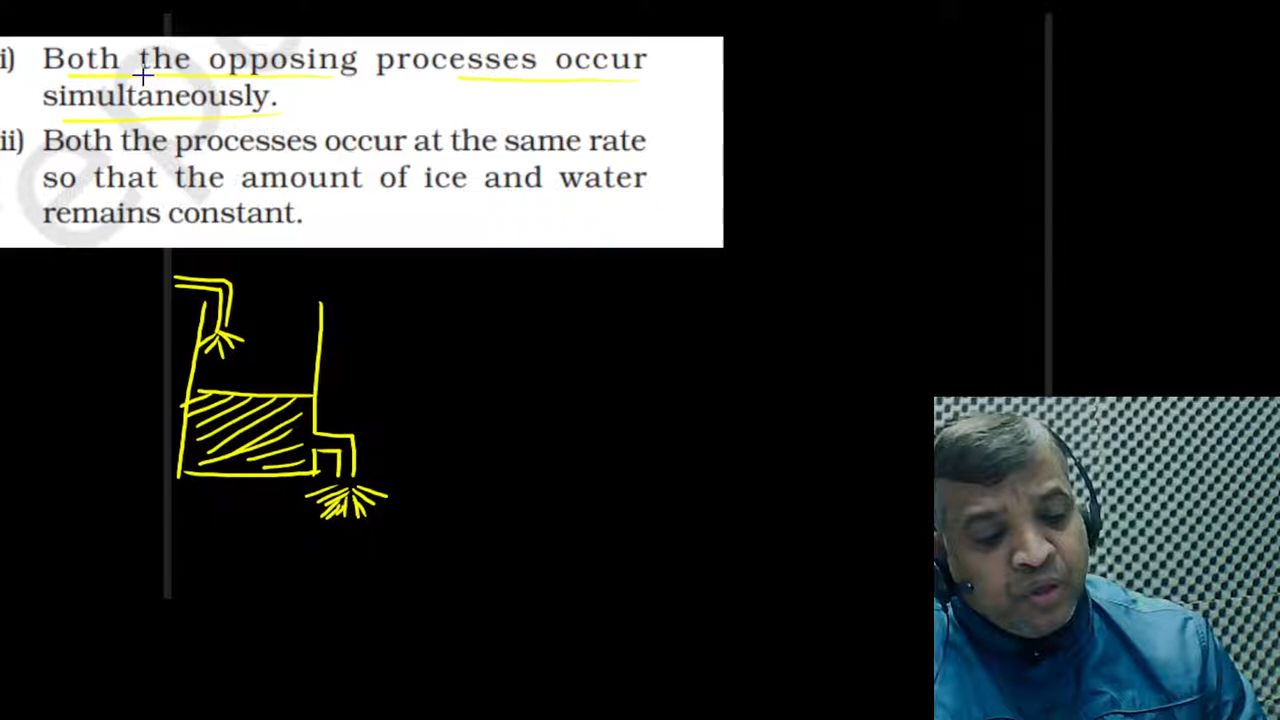 i) Both the opposing processes occur
simultaneously.
ii) Both the processes occur at the same rate
so that the amount of ice and water
remains constant.